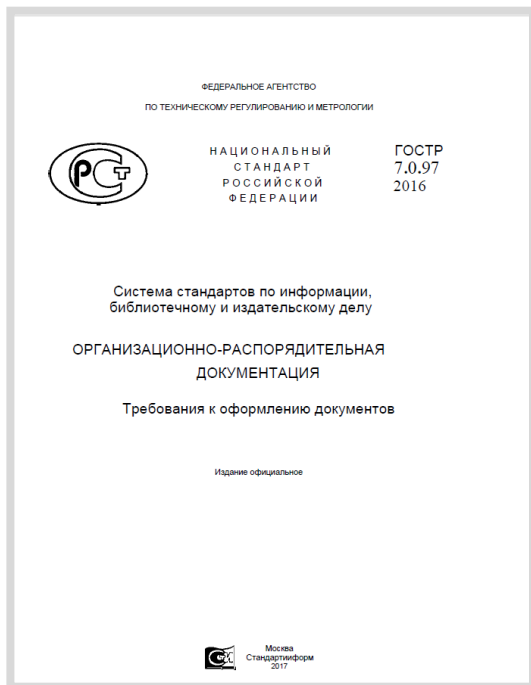 ФЕДЕРАЛЬНОЕ АГЕНТСТВО
ПО ТЕХНИЧЕСКОМУ РЕГУЛИРОВАНИЮ И МЕТРОЛОГИИ
НАЦИОНАЛЬНЫЙ
СТАНДАРТ
РОССИЙСКОЙ
ФЕДЕРАЦИИ
ГОСТР
7.0.97
2016
Система стандартов по информации,
библиотечному и издательскому делу
ОРГАНИЗАЦИОННО-РАСПОРЯДИТЕЛЬНАЯ
ДОКУМЕНТАЦИЯ
Требования к оформлению документов
Издание официальное
Москва
Стандартинформ
2017